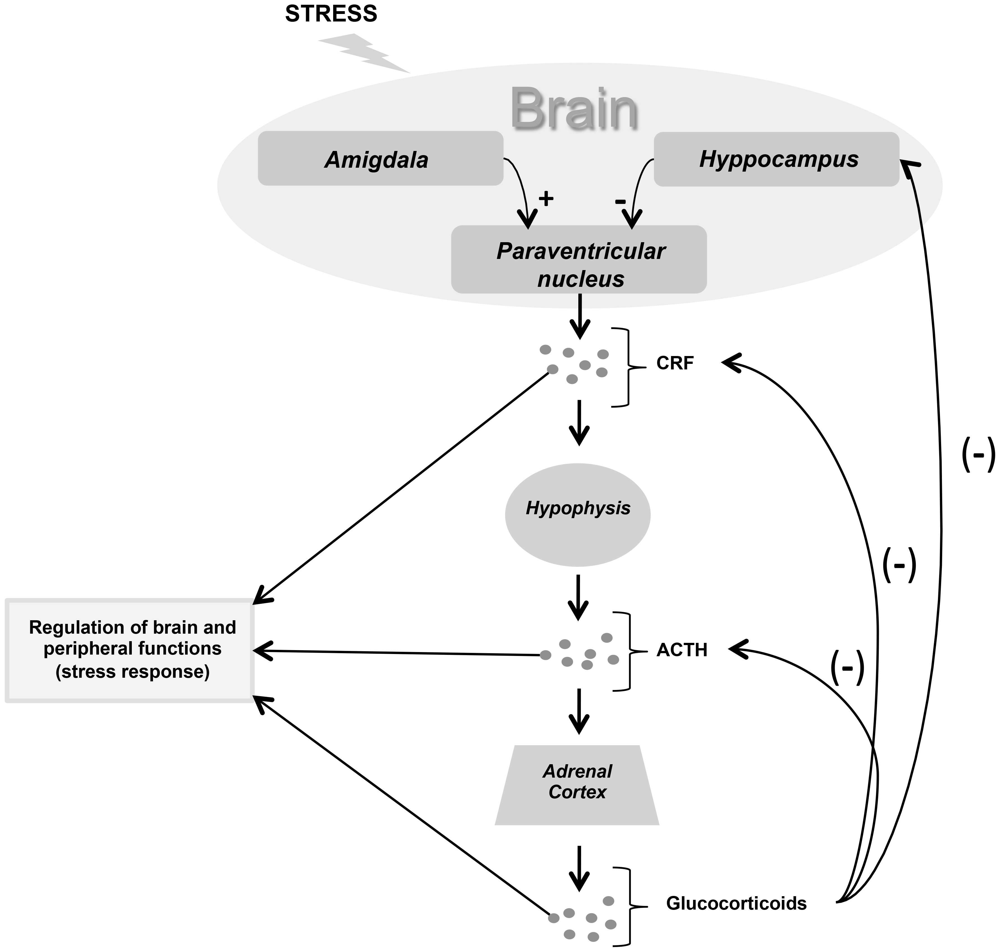 STRESS
Brain
Amigdala
Hyppocampus
+
-
Paraventricular
nucleus
CRF
(-)
Hypophysis
(-)
Regulation of brain and
peripheral functions
(stress response)
ACTH
(-)
Adrenal
Cortex
Glucocorticoids